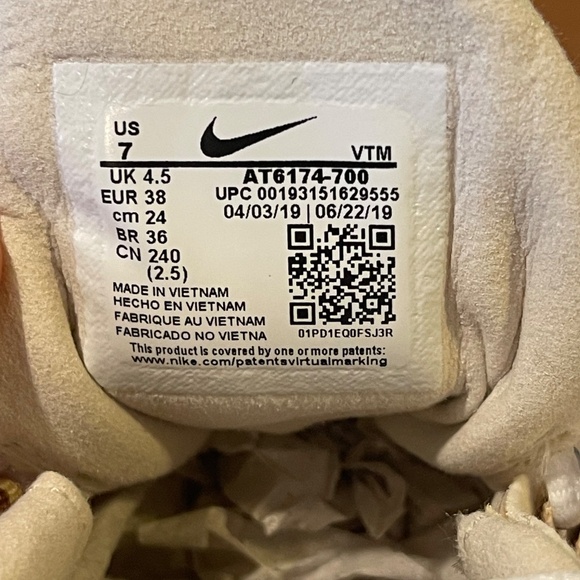 US
7 VTM
UK 4.5 AT6174-700
EUR 38 UPC 00193151629555
cm 24 04/03/19 | 06/22/19
BR 36
CN 240
(2.5)
MADE IN VIETNAM
HECHO EN VIETNAM
FABRIQUE AU VIETNAM
FABRICADO NO VIETNA
01PD1EQ0FSJ3R
This product is covered by one or more patents:
www.nike.com/patentsvirtualmarking